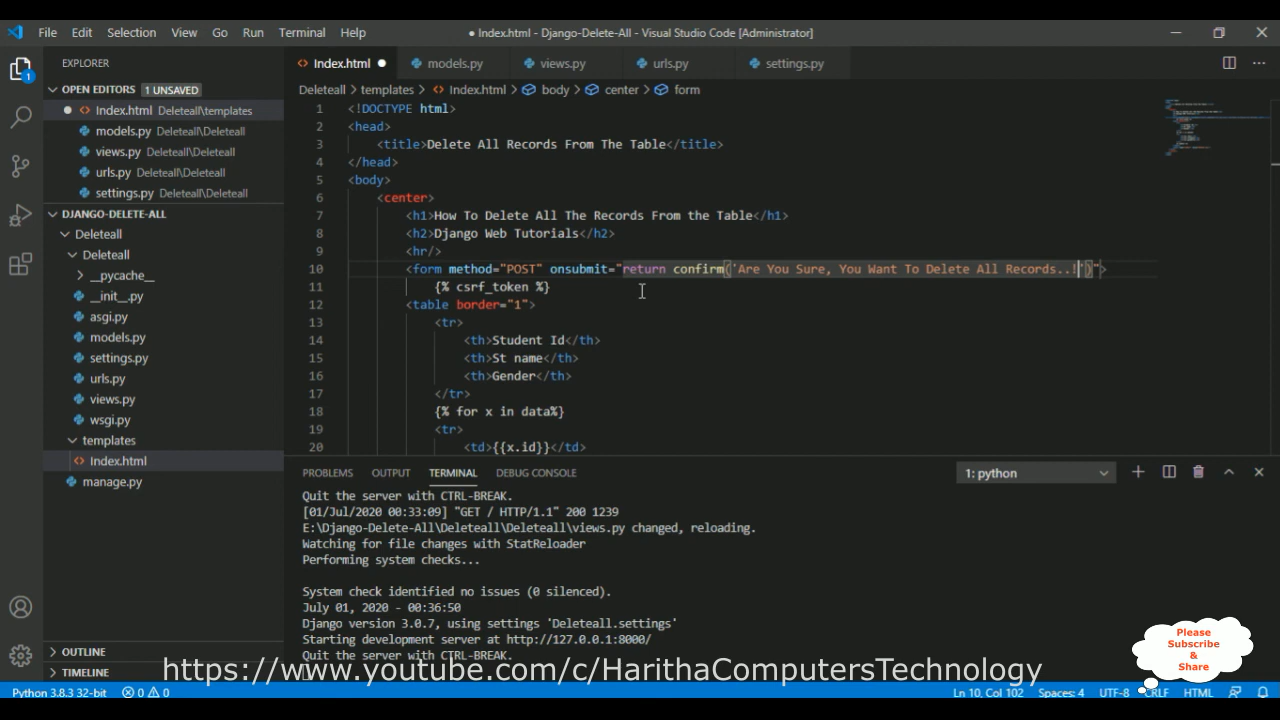 File Edit Selection View Go Run Terminal Help
● Index.html - Django-Delete-All - Visual Studio Code [Administrator]
EXPLORER
1
OPEN EDITORS 1 UNSAVED
Index.html Deleteall\templates
models.py Deleteall\Deleteall
views.py Deleteall\Deleteall
urls.py Deleteall\Deleteall
settings.py Deleteall\Deleteall
DJANGO-DELETE-ALL
Deleteall
Deleteall
__pycache__
__init__.py
asgi.py
models.py
settings.py
urls.py
views.py
wsgi.py
templates
Index.html
manage.py
OUTLINE
TIMELINE
Index.html models.py views.py urls.py settings.py
Deleteall > templates > Index.html > body > center > form
1 <!DOCTYPE html>
2 <head>
3 <title>Delete All Records From The Table</title>
4 </head>
5 <body>
6 <center>
7 <h1>How To Delete All The Records From the Table</h1>
8 <h2>Django Web Tutorials</h2>
9 <hr/>
10 <form method="POST" onsubmit="return confirm('Are You Sure, You Want To Delete All Records..!')">
11 {% csrf_token %}
12 <table border="1">
13 <tr>
14 <th>Student Id</th>
15 <th>St name</th>
16 <th>Gender</th>
17 </tr>
18 {% for x in data%}
19 <tr>
20 <td>{{x.id}}</td>
PROBLEMS OUTPUT TERMINAL DEBUG CONSOLE 1: python
Quit the server with CTRL-BREAK.
[01/Jul/2020 00:33:09] "GET / HTTP/1.1" 200 1239
E:\Django-Delete-All\Deleteall\Deleteall\views.py changed, reloading.
Watching for file changes with StatReloader
Performing system checks...
System check identified no issues (0 silenced).
July 01, 2020 - 00:36:50
Django version 3.0.7, using settings 'Deleteall.settings'
Starting development server at http://127.0.0.1:8000/
Quit the server with CTRL-BREAK.
https://www.youtube.com/c/HarithaComputersTechnology
Please
Subscribe
&
Share
Python 3.8.3 32-bit 0 0 Ln 10, Col 102 Spaces: 4 UTF-8 CRLF HTML